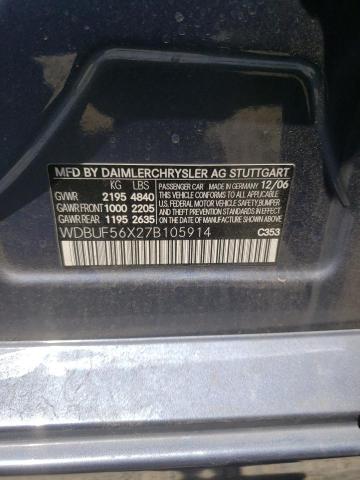 MFD BY DAIMLERCHRYSLER AG STUTTGART
KG LBS PASSENGER CAR MADE IN GERMANY 12/06
GVWR 2195 4840 THIS VEHICLE CONFORMS TO ALL APPLICABLE
GAWR FRONT 1000 2205 U.S. FEDERAL MOTOR VEHICLE SAFETY, BUMPER
GAWR REAR 1195 2635 AND THEFT PREVENTION STANDARDS IN EFFECT
ON THE DATE OF MANUFACTURE SHOWN ABOVE.
WDBUF56X27B105914 C353